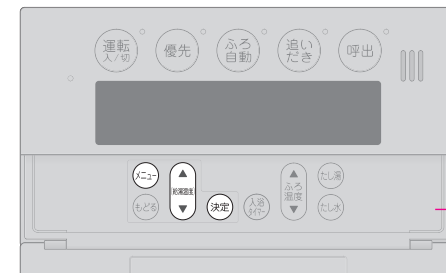 運転
入/切
優先
ふろ
自動
追い
だき
呼出
メニュー
▲
給湯温度
▼
もどる
決定
入浴
タイマー
▲
ふろ
温度
▼
たし湯
たし水